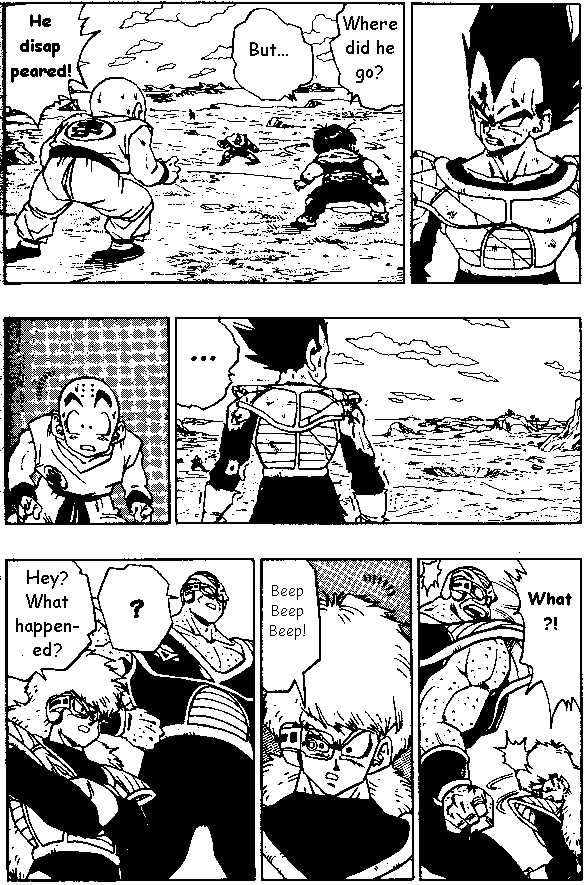 He
disap
peared!
But...
Where
did he
go?
...
Hey?
What
happen-
ed?
?
Beep
Beep
Beep!
What
?!